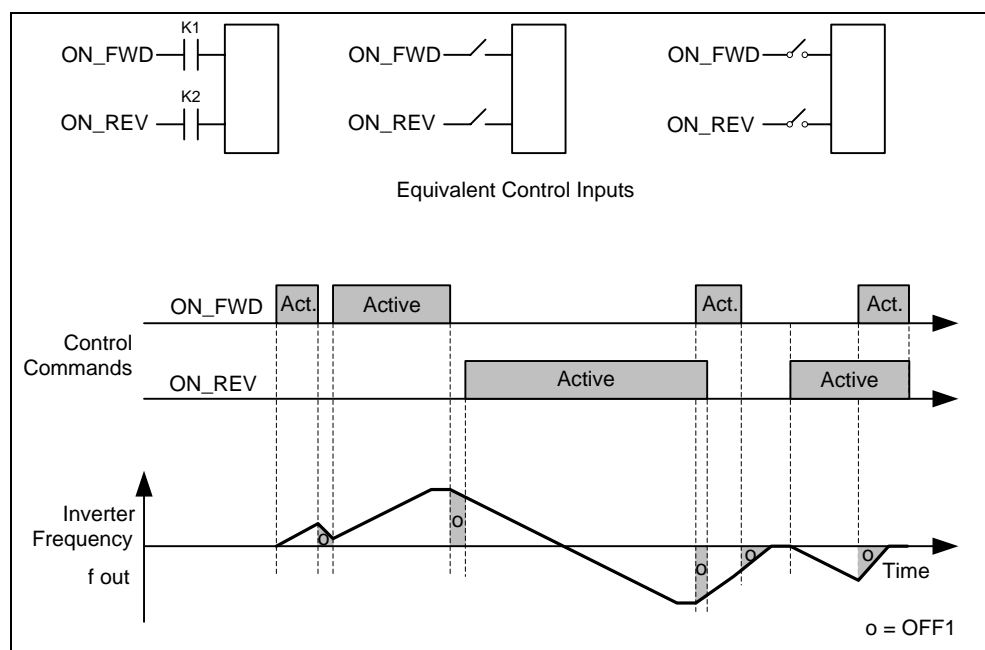 K1
ON_FWD
K2
ON_REV
ON_FWD
ON_REV
ON_FWD
ON_REV
Equivalent Control Inputs
Control
Commands
ON_FWD
Act.
Active
Act.
Act.
ON_REV
Active
Active
Inverter
Frequency
f out
o
o
o
o
o
Time
o = OFF1